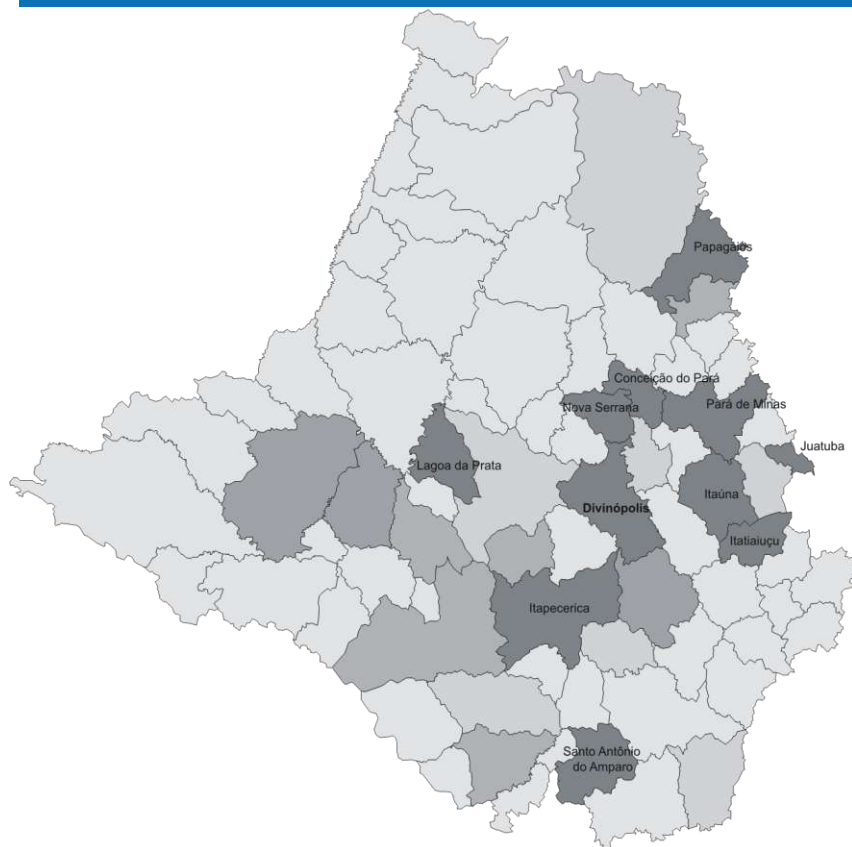 Papagáios
Conceição do Pará
Nova Serrana
Pará de Minas
Juatuba
Lagoa da Prata
Itaúna
Divinópolis
Itatiaiuçu
Itapecerica
Santo Antônio
do Amparo